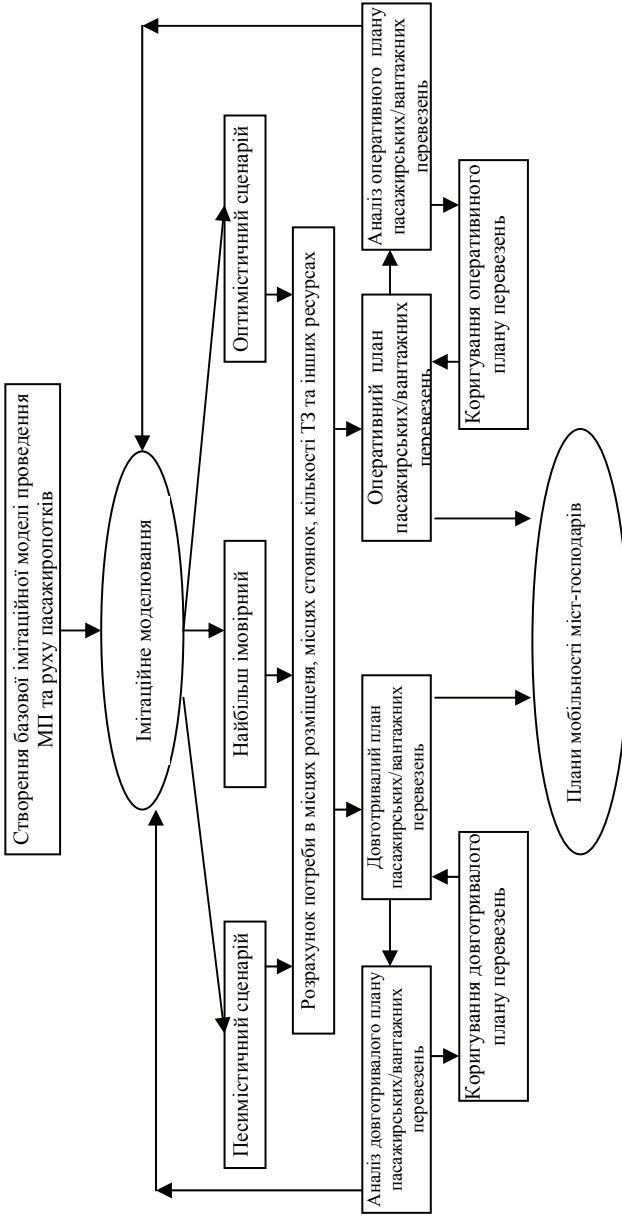 Створення базової імітаційної моделі проведення
МП та руху пасажиропотків
Імітаційне моделювання
Песимістичний сценарій
Найбільш імовірний
Оптимістичний сценарій
Розрахунок потреби в місцях розміщеня, місцях стоянок, кількості ТЗ та інших ресурсах
Аналіз довготривалого плану
пасажирських/вантажних
перевезень
Довготривалий план
пасажирських/вантажних
перевезень
Оперативний план
пасажирських/вантажних
перевезень
Аналіз оперативного плану
пасажирських/вантажних
перевезень
Коригування довготривалого
плану перевезень
Коригування оперативиного
плану перевезень
Плани мобільності міст-господарів